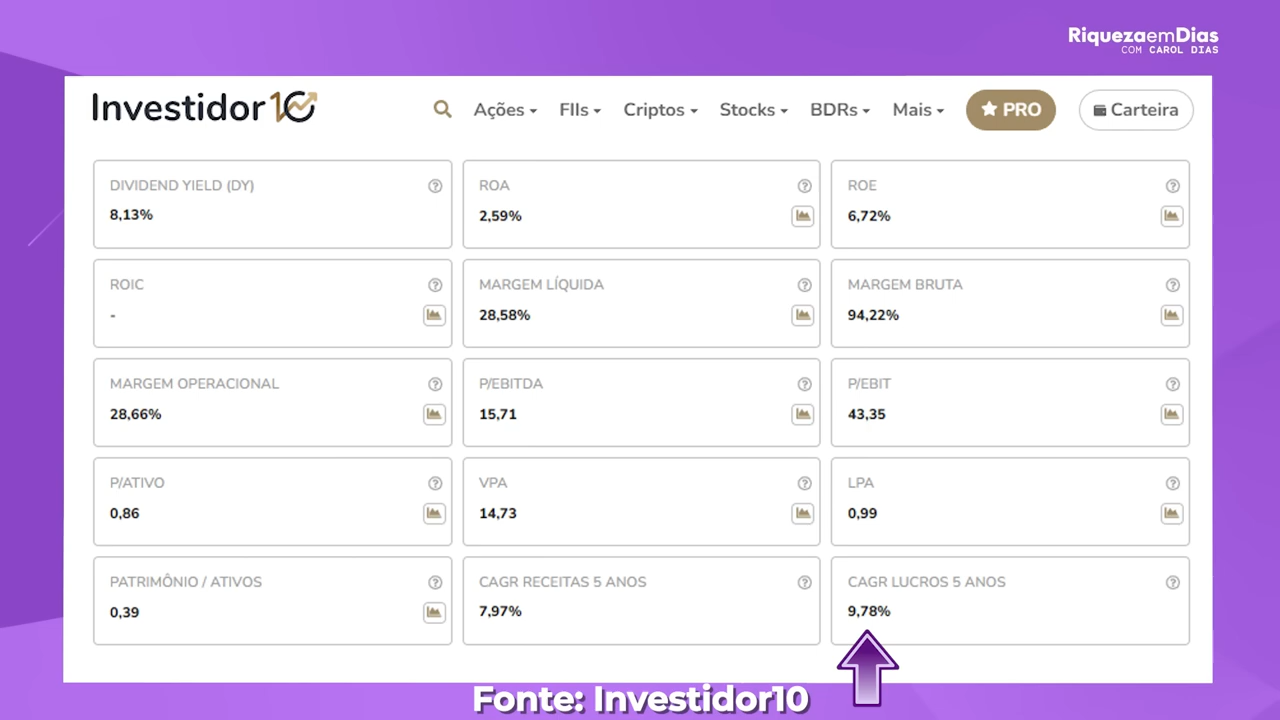 RiquezaemDias
COM CAROL DIAS
Investidor 10
Ações FIIs Criptos Stocks BDRs Mais PRO Carteira
DIVIDEND YIELD (DY)
8,13%
ROA
2,59%
ROE
6,72%
ROIC
-
MARGEM LÍQUIDA
28,58%
MARGEM BRUTA
94,22%
MARGEM OPERACIONAL
28,66%
P/EBITDA
15,71
P/EBIT
43,35
P/ATIVO
0,86
VPA
14,73
LPA
0,99
PATRIMÔNIO / ATIVOS
0,39
CAGR RECEITAS 5 ANOS
7,97%
CAGR LUCROS 5 ANOS
9,78%
Fonte: Investidor10